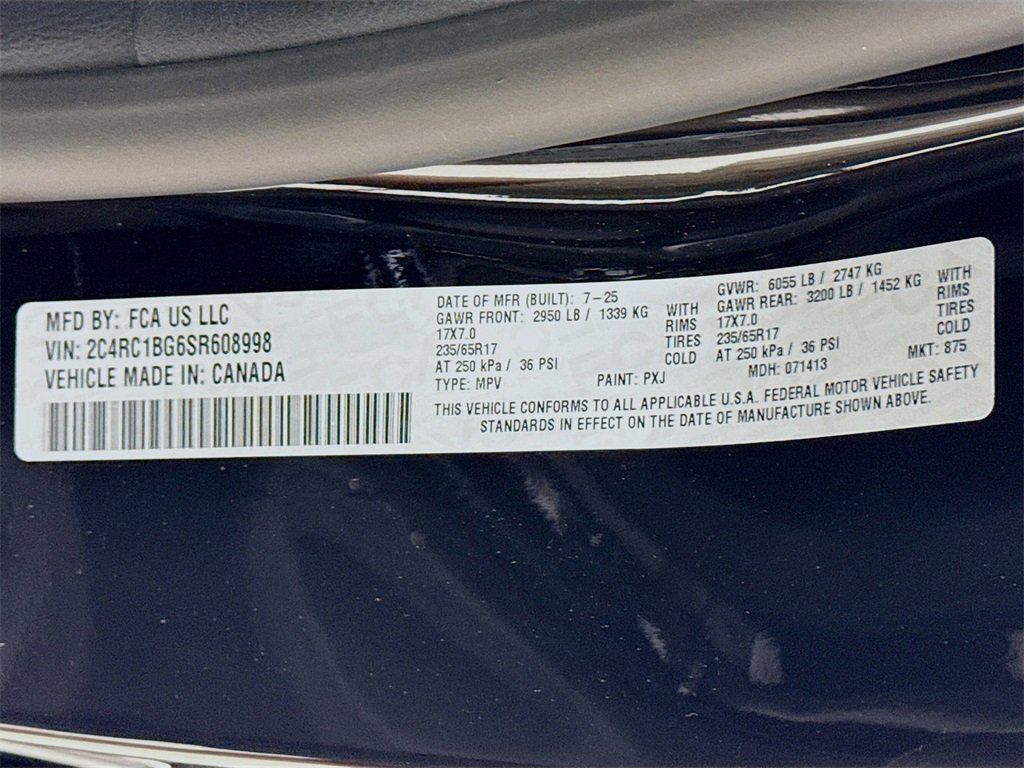 MFD BY: FCA US LLC
VIN: 2C4RC1BG6SR608998
VEHICLE MADE IN: CANADA
DATE OF MFR (BUILT): 7-25
GAWR FRONT: 2950 LB / 1339 KG
17X7.0
235/65R17
AT 250 kPa / 36 PSI
TYPE: MPV
WITH
RIMS
TIRES
COLD
PAINT: PXJ
GVWR: 6055 LB / 2747 KG
GAWR REAR: 3200 LB / 1452 KG
17X7.0
235/65R17
AT 250 kPa / 36 PSI
MDH: 071413
WITH
RIMS
TIRES
COLD
MKT: 875
THIS VEHICLE CONFORMS TO ALL APPLICABLE U.S.A. FEDERAL MOTOR VEHICLE SAFETY
STANDARDS IN EFFECT ON THE DATE OF MANUFACTURE SHOWN ABOVE.